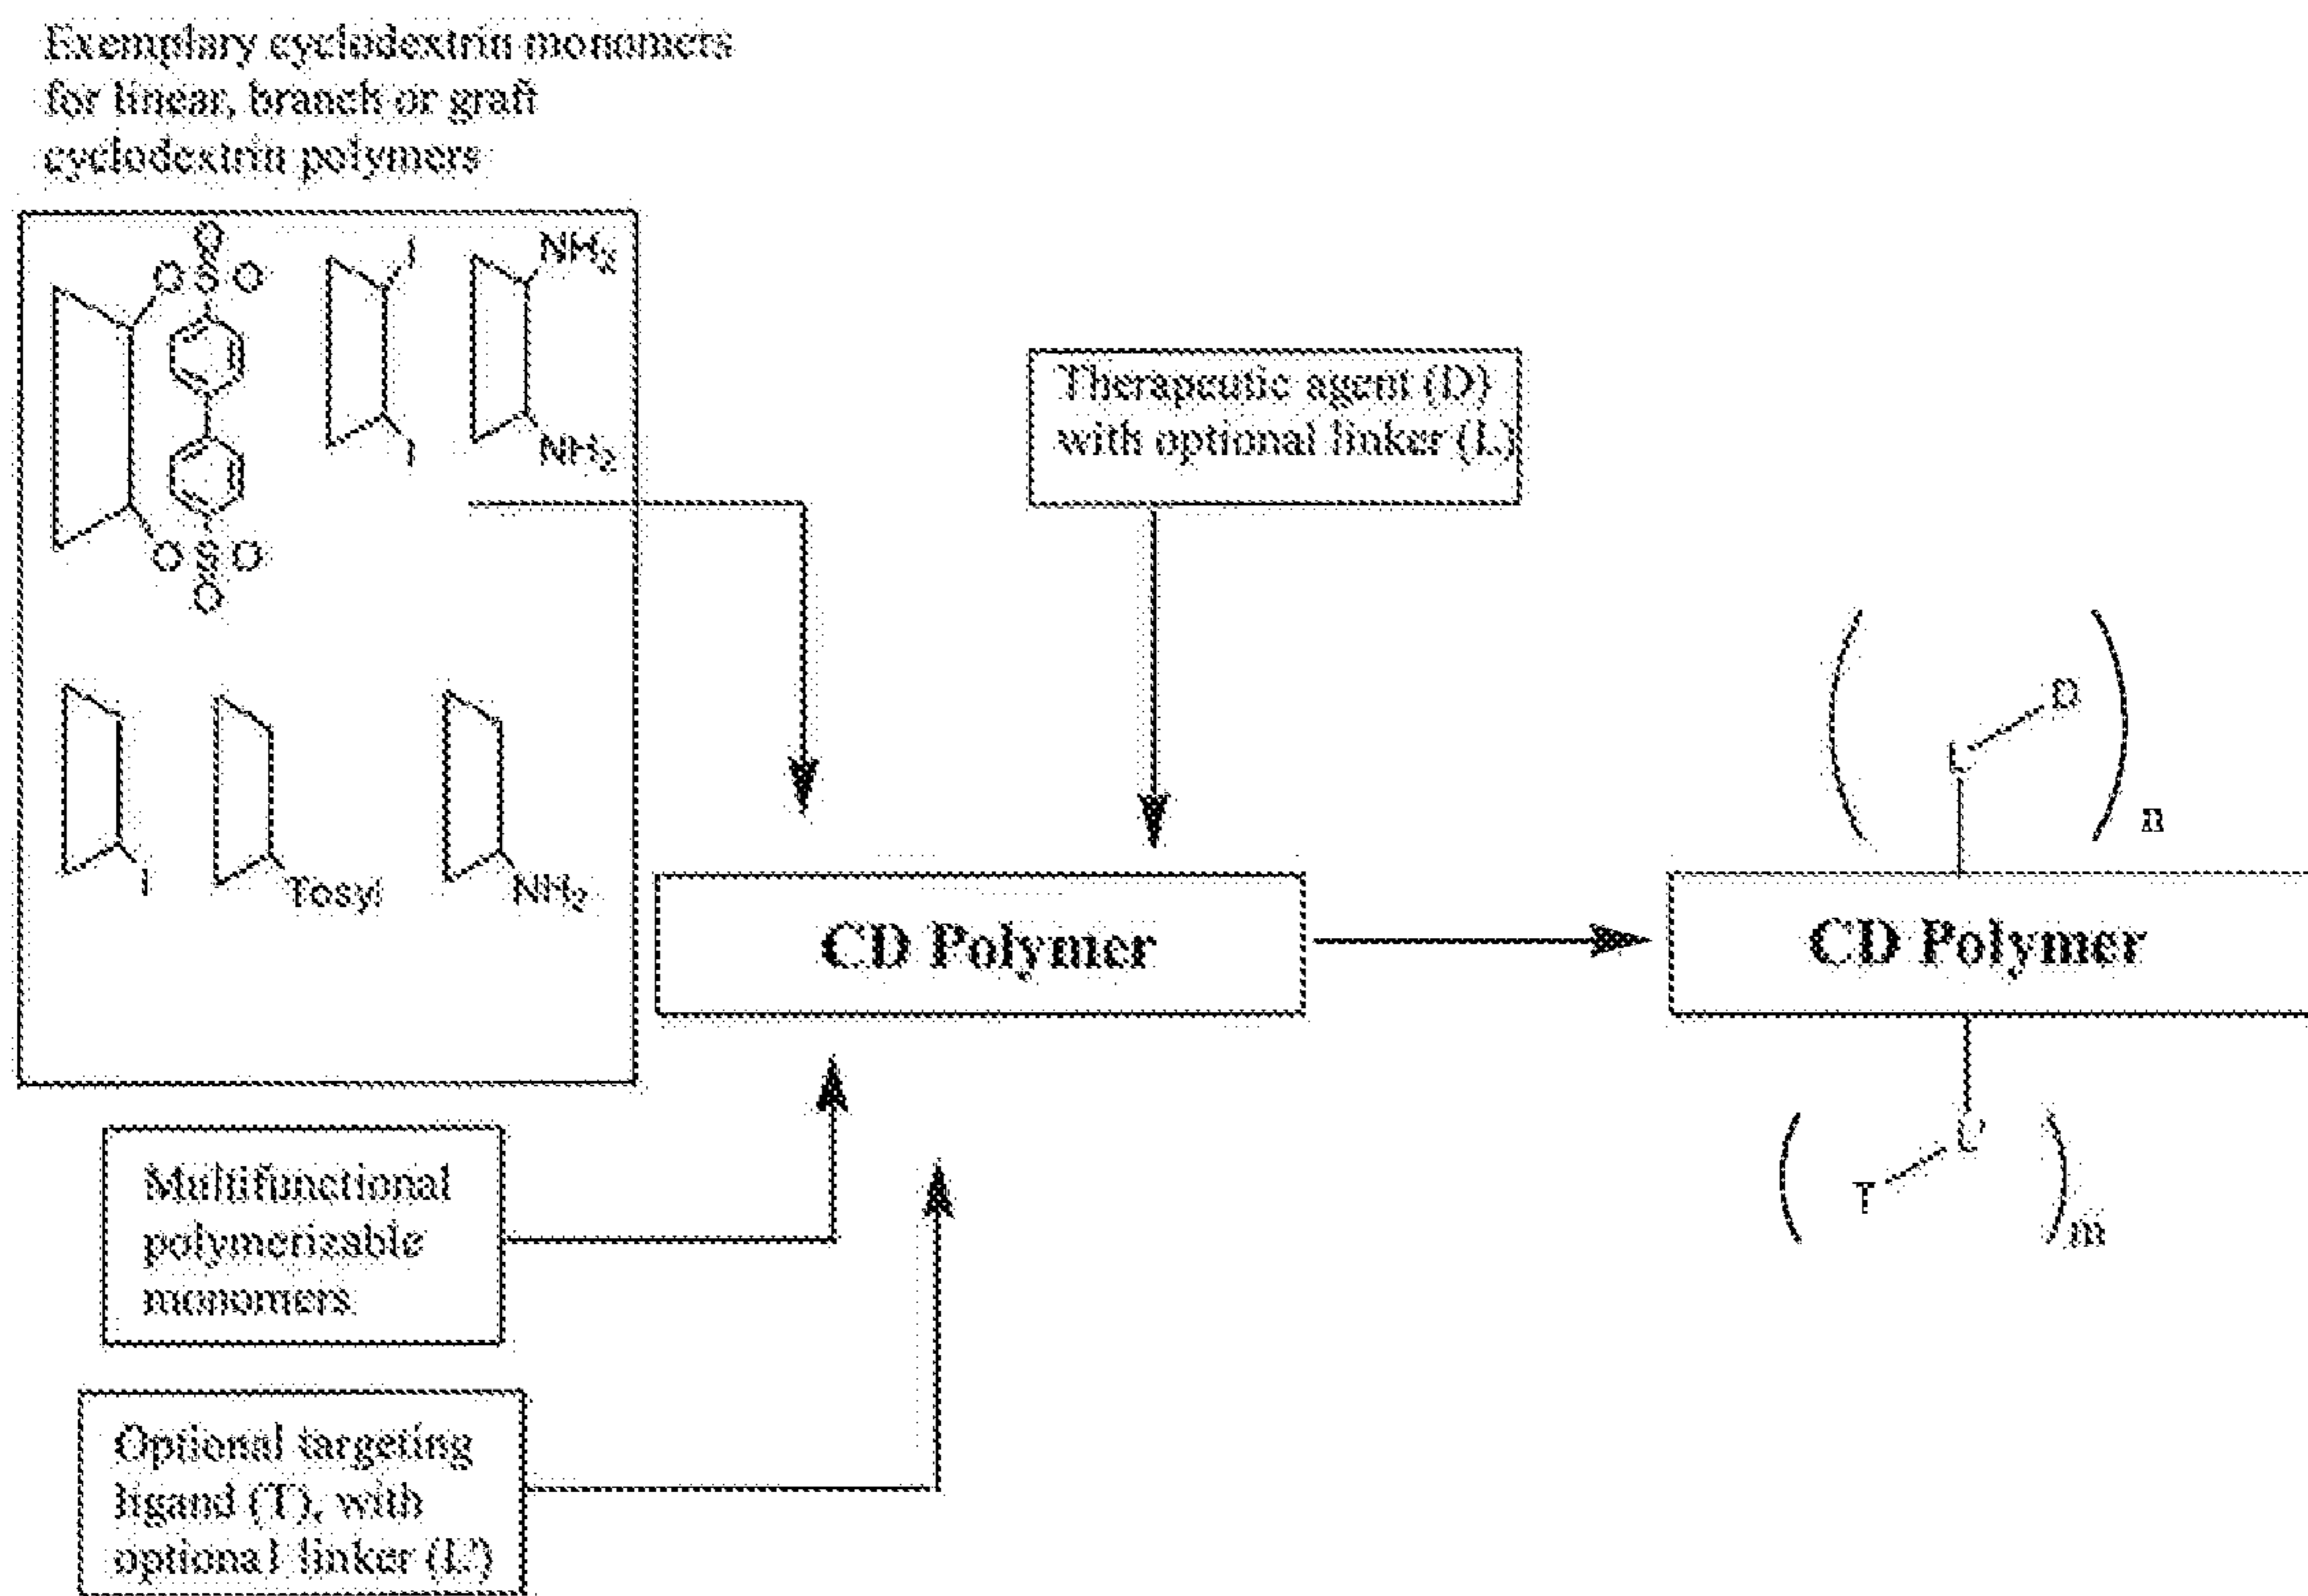 Exemplary cyclodextrin monomers
for linear, branch or graft
cyclodextrin polymers
O
O S O
I
NH2
I
NH2
O S O
O
I
Tosyl
NH2
Therapeutic agent (D)
with optional linker (L)
D
L
n
CD Polymer
CD Polymer
L'
T
m
Multifunctional
polymerizable
monomers
Optional targeting
ligand (T), with
optional linker (L')